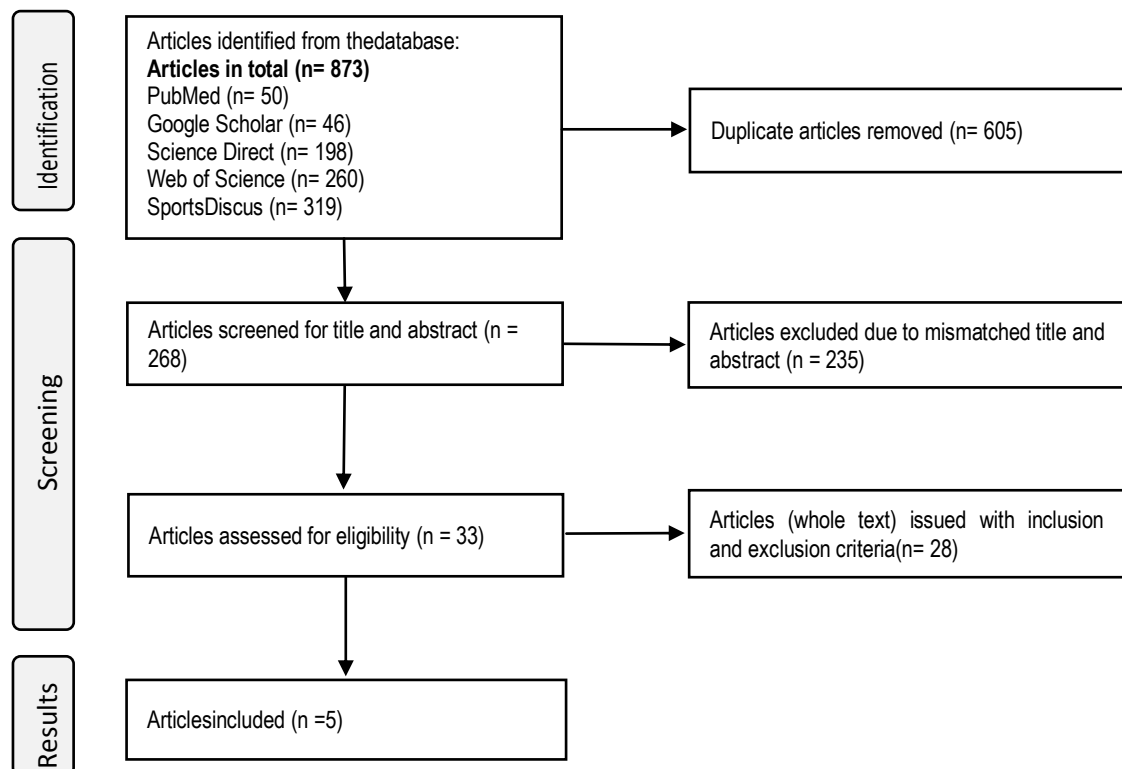 Identification
Articles identified from thedatabase:
Articles in total (n= 873)
PubMed (n= 50)
Google Scholar (n= 46)
Science Direct (n= 198)
Web of Science (n= 260)
SportsDiscus (n= 319)
Duplicate articles removed (n= 605)
Screening
Articles screened for title and abstract (n =
268)
Articles excluded due to mismatched title and
abstract (n = 235)
Articles assessed for eligibility (n = 33)
Articles (whole text) issued with inclusion
and exclusion criteria(n= 28)
Results
Articlesincluded (n =5)